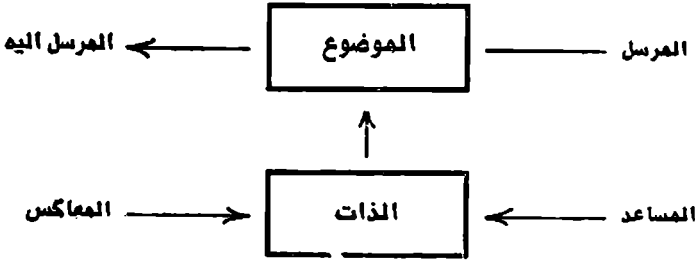 المرسل الموضوع المرسل اليه
المساعد الذات المعاكس